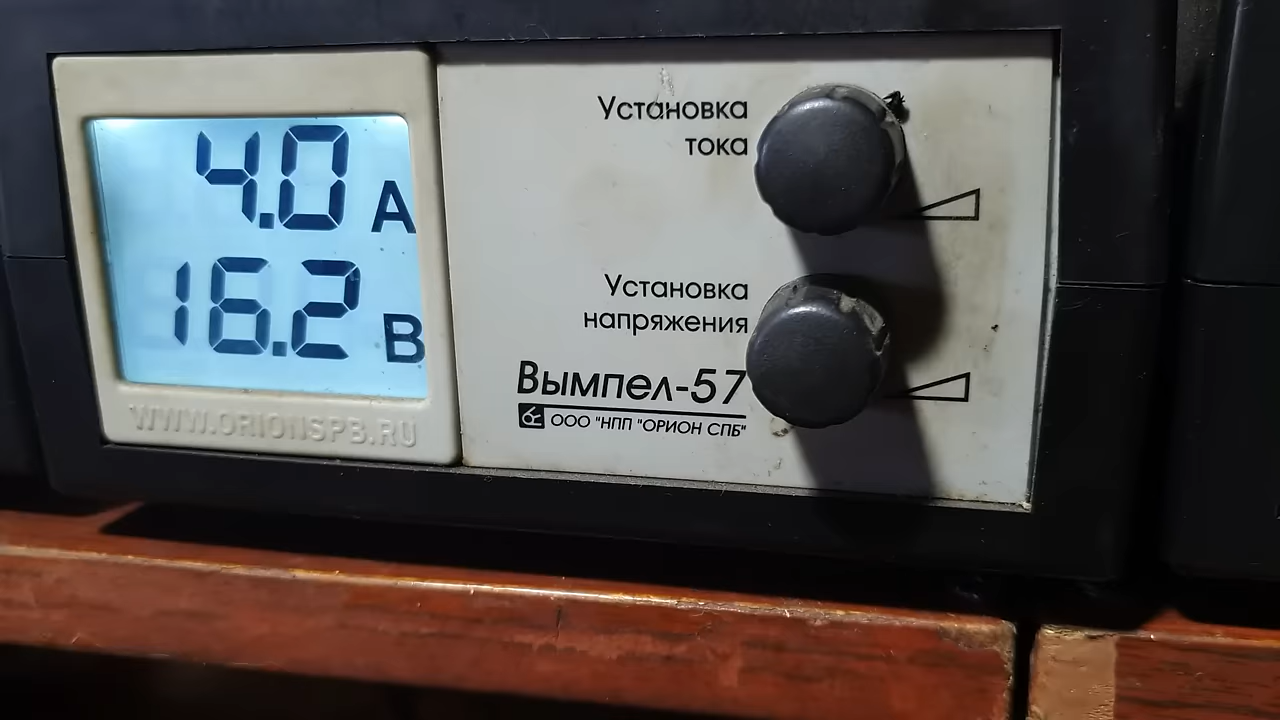 4.0 А
16.2 В
WWW.ORIONSPB.RU
Установка
тока
Установка
напряжения
Вымпел-57
ООО "НПП "ОРИОН СПБ"